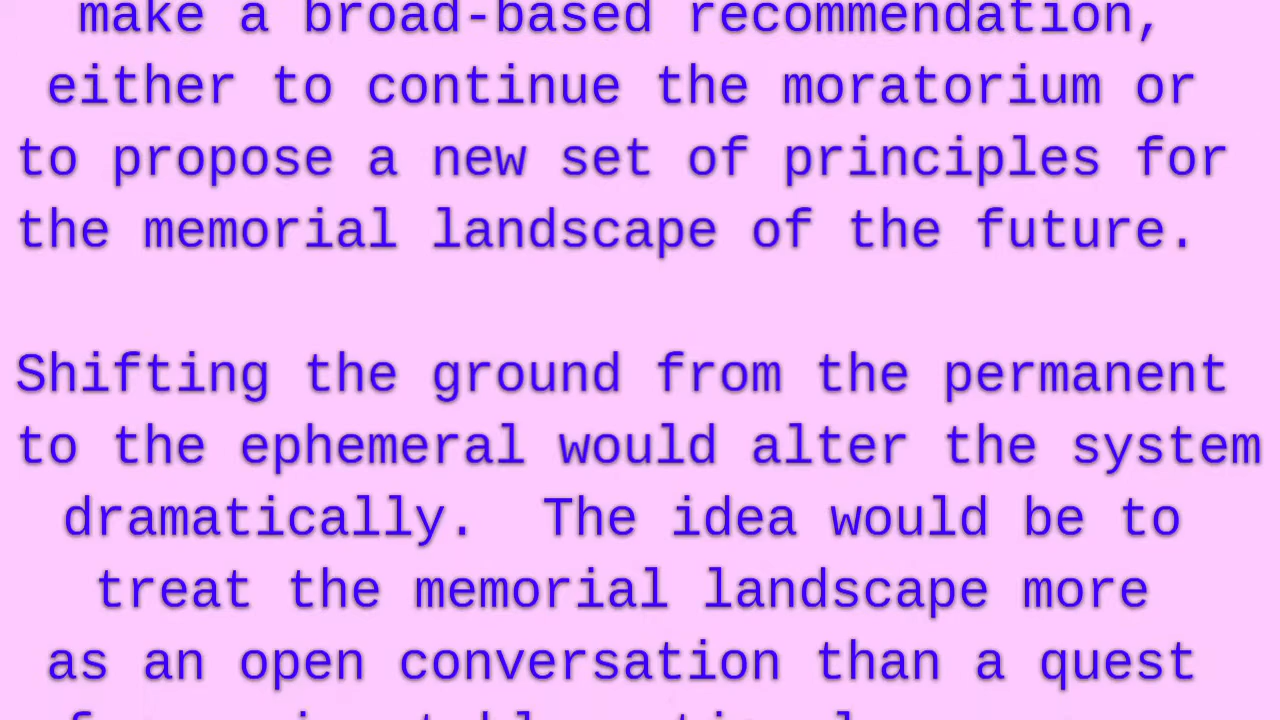 make a broad-based recommendation,
either to continue the moratorium or
to propose a new set of principles for
the memorial landscape of the future.
Shifting the ground from the permanent
to the ephemeral would alter the system
dramatically.  The idea would be to
treat the memorial landscape more
as an open conversation than a quest